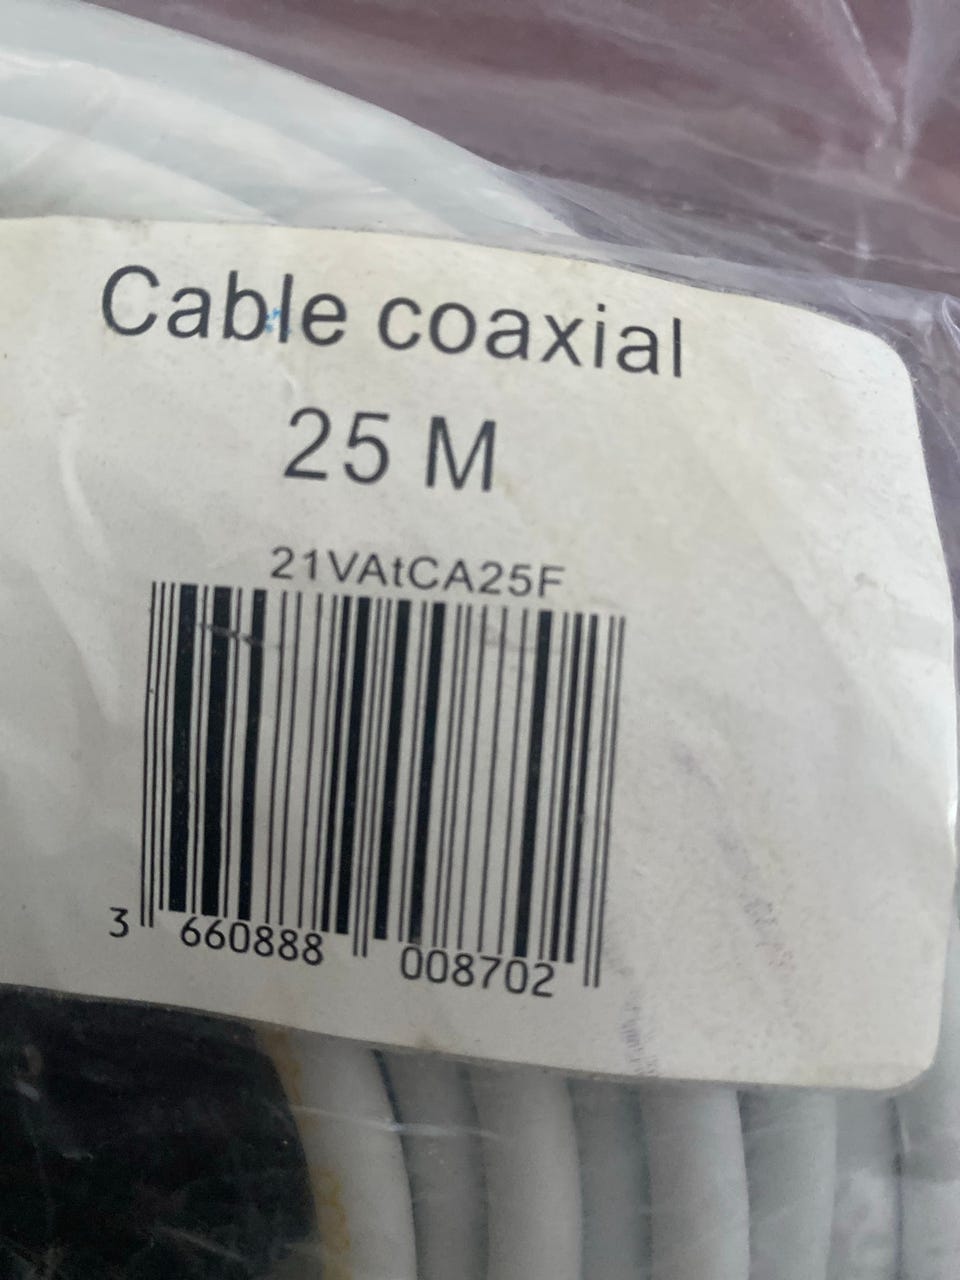 Cable coaxial
25 M
21VAtCA25F
3 660888 008702